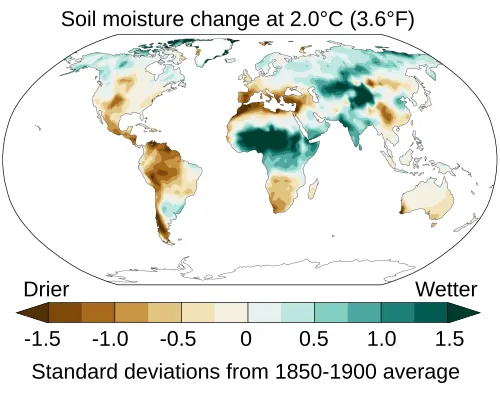 Soil moisture change at 2.0°C (3.6°F)
Drier Wetter
-1.5 -1.0 -0.5 0 0.5 1.0 1.5
Standard deviations from 1850-1900 average